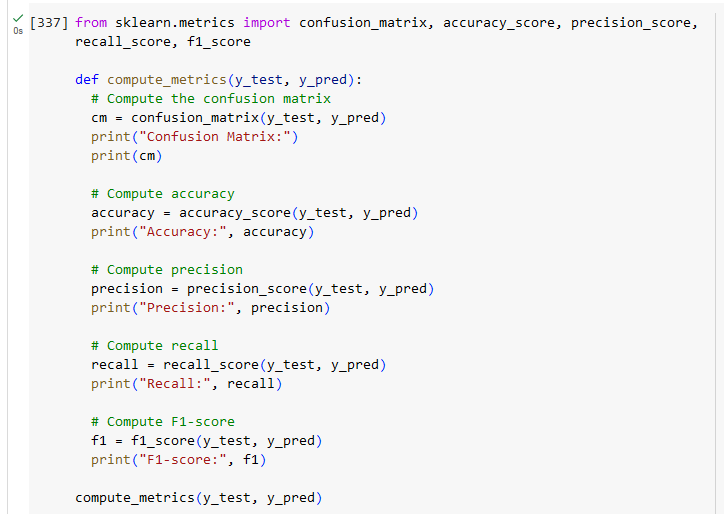 0s
[337] from sklearn.metrics import confusion_matrix, accuracy_score, precision_score,
recall_score, f1_score
def compute_metrics(y_test, y_pred):
# Compute the confusion matrix
cm = confusion_matrix(y_test, y_pred)
print("Confusion Matrix:")
print(cm)
# Compute accuracy
accuracy = accuracy_score(y_test, y_pred)
print("Accuracy:", accuracy)
# Compute precision
precision = precision_score(y_test, y_pred)
print("Precision:", precision)
# Compute recall
recall = recall_score(y_test, y_pred)
print("Recall:", recall)
# Compute F1-score
f1 = f1_score(y_test, y_pred)
print("F1-score:", f1)
compute_metrics(y_test, y_pred)